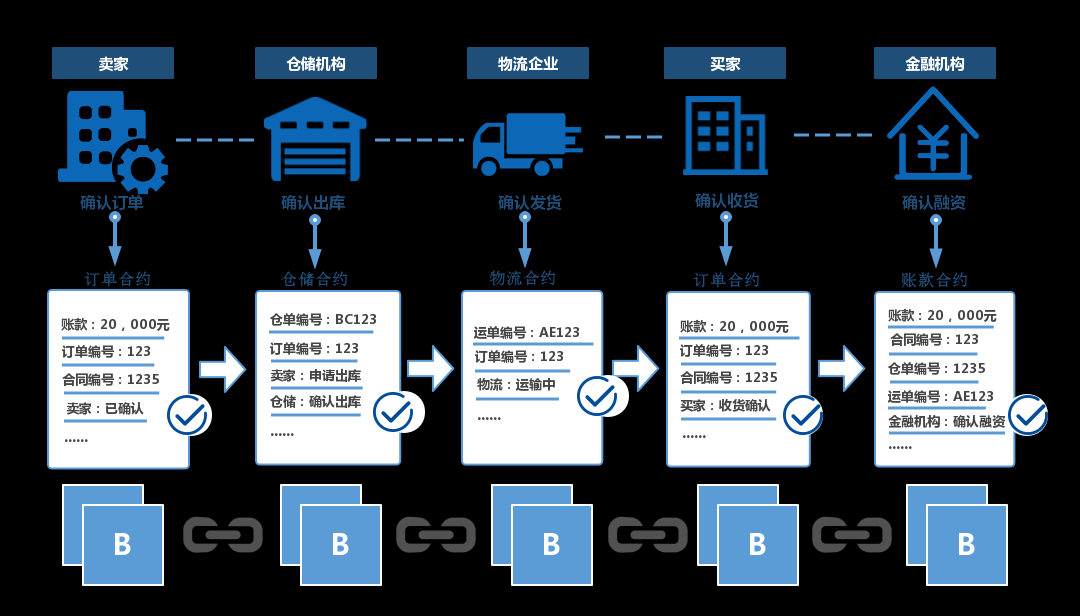 卖家
仓储机构
物流企业
买家
金融机构
确认订单
确认出库
确认发货
确认收货
确认融资
订单合约
仓储合约
物流合约
订单合约
账款合约
账款：20，000元
订单编号：123
合同编号：1235
卖家：已确认
......
仓单编号：BC123
订单编号：123
卖家：申请出库
仓储：确认出库
......
运单编号：AE123
订单编号：123
物流：运输中
......
账款：20，000元
订单编号：123
合同编号：1235
买家：收货确认
......
账款：20，000元
合同编号：123
仓单编号：1235
运单编号：AE123
金融机构：确认融资
......
B
B
B
B
B